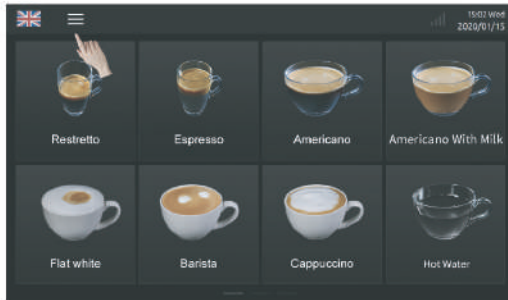 15:02 Wed
2020/01/15
Restretto
Espresso
Americano
Americano With Milk
Flat white
Barista
Cappuccino
Hot Water